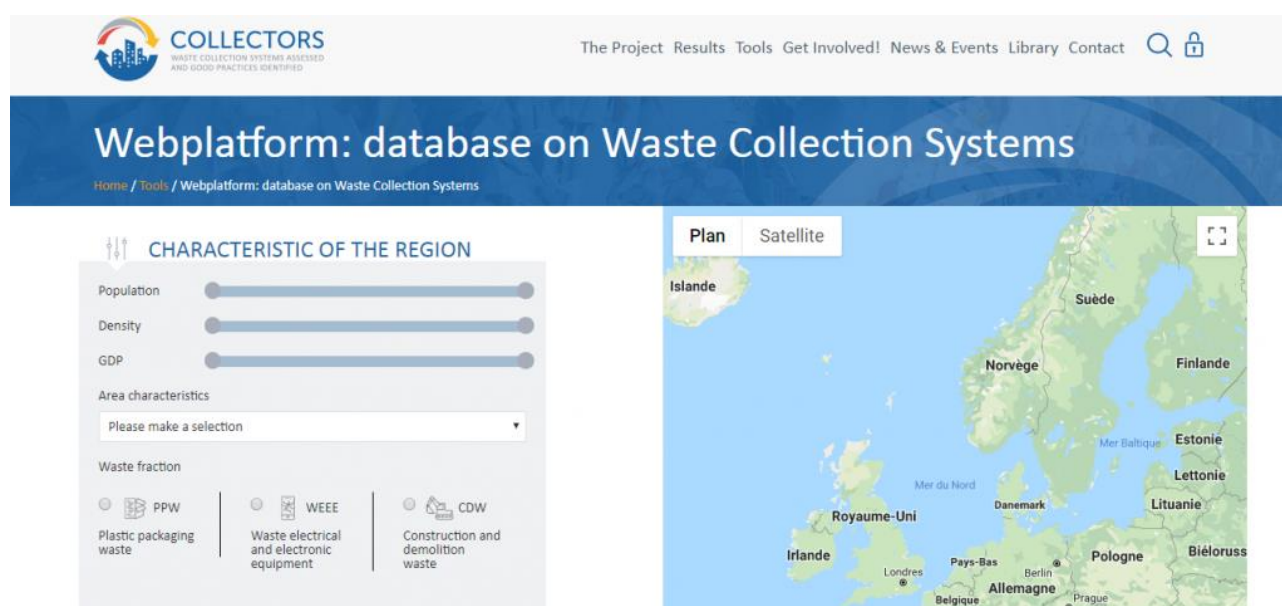 COLLECTORS
WASTE COLLECTION SYSTEMS ASSESSED
AND GOOD PRACTICES IDENTIFIED
The Project Results Tools Get Involved! News & Events Library Contact
Webplatform: database on Waste Collection Systems
Home / Tools / Webplatform: database on Waste Collection Systems
CHARACTERISTIC OF THE REGION
Population
Density
GDP
Area characteristics
Please make a selection
Waste fraction
PPW
Plastic packaging
waste
WEEE
Waste electrical
and electronic
equipment
CDW
Construction and
demolition
waste
Plan Satellite
Islande
Suède
Norvège
Finlande
Mer Baltique
Estonie
Lettonie
Mer du Nord
Danemark
Lituanie
Royaume-Uni
Irlande
Pays-Bas
Berlin
Pologne
Biéloruss
Londres
Allemagne
Belgique
Prague